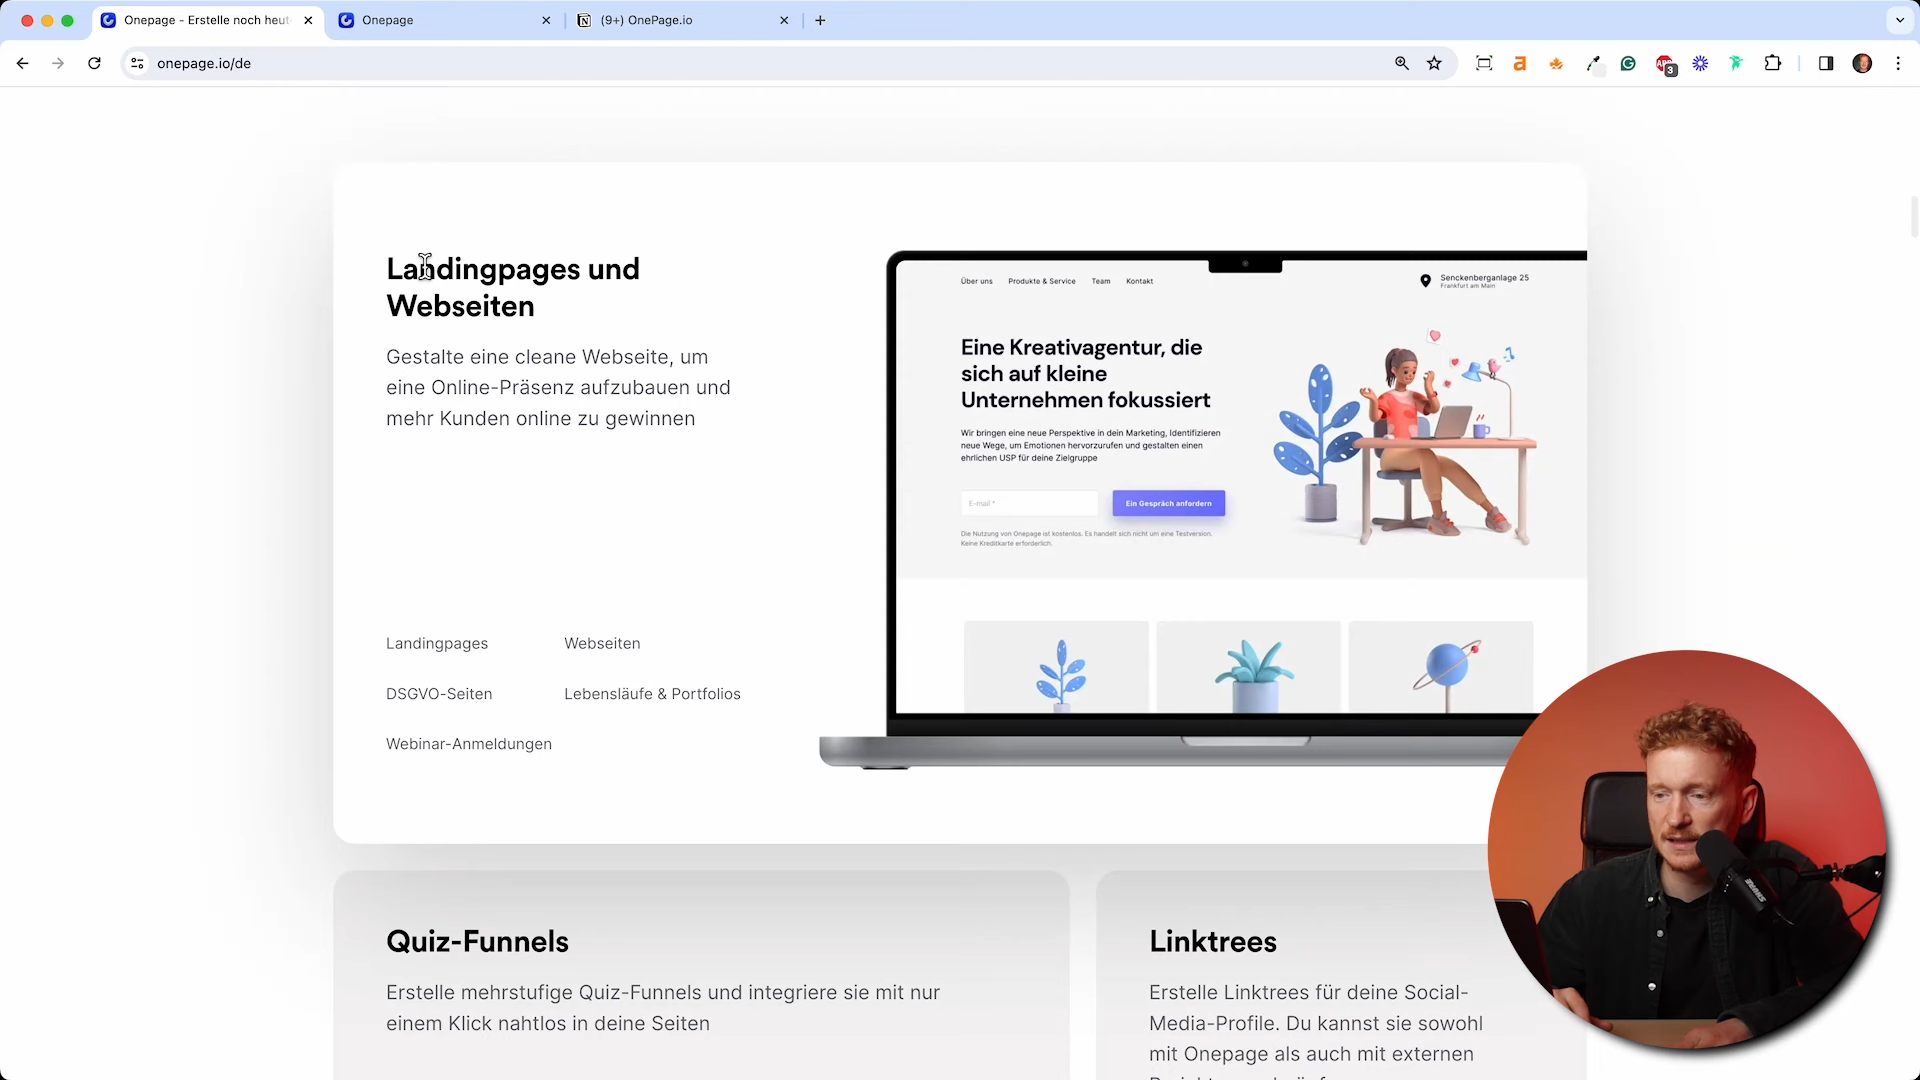 Onepage - Erstelle noch heut
Onepage
(9+) OnePage.io
onepage.io/de
3
Landingpages und
Webseiten
Gestalte eine cleane Webseite, um
eine Online-Präsenz aufzubauen und
mehr Kunden online zu gewinnen
Landingpages
Webseiten
DSGVO-Seiten
Lebensläufe & Portfolios
Webinar-Anmeldungen
Über uns
Produkte & Service
Team
Kontakt
Senckenberganlage 25
Frankfurt am Main
Eine Kreativagentur, die
sich auf kleine
Unternehmen fokussiert
Wir bringen eine neue Perspektive in dein Marketing, Identifizieren
neue Wege, um Emotionen hervorzurufen und gestalten einen
ehrlichen USP für deine Zielgruppe
E-mail *
Ein Gespräch anfordern
Die Nutzung von Onepage ist kostenlos. Es handelt sich nicht um eine Testversion.
Keine Kreditkarte erforderlich.
Quiz-Funnels
Erstelle mehrstufige Quiz-Funnels und integriere sie mit nur
einem Klick nahtlos in deine Seiten
Linktrees
Erstelle Linktrees für deine Social-
Media-Profile. Du kannst sie sowohl
mit Onepage als auch mit externen
SHURE